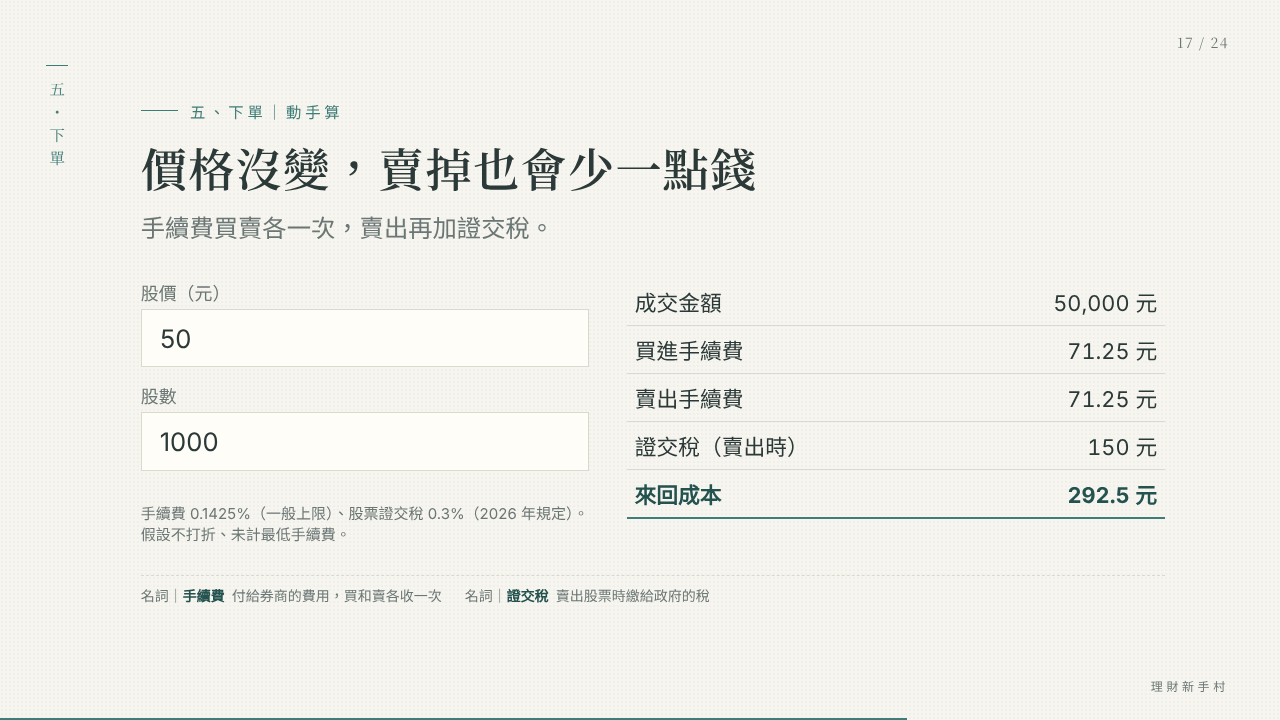 17 / 24
五・下單
五、下單｜動手算
價格沒變，賣掉也會少一點錢
手續費買賣各一次，賣出再加證交稅。
股價（元）
50
股數
1000
手續費 0.1425%（一般上限）、股票證交稅 0.3%（2026 年規定）。
假設不打折、未計最低手續費。
成交金額 50,000 元
買進手續費 71.25 元
賣出手續費 71.25 元
證交稅（賣出時） 150 元
來回成本 292.5 元
名詞｜手續費 付給券商的費用，買和賣各收一次 名詞｜證交稅 賣出股票時繳給政府的稅
理財新手村